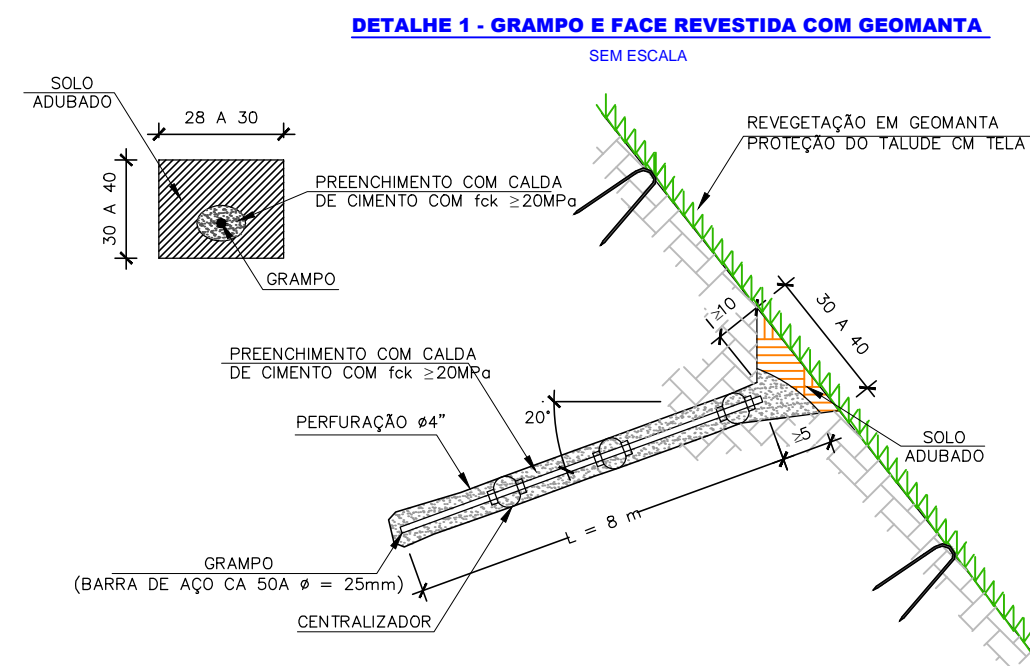 DETALHE 1 - GRAMPO E FACE REVESTIDA COM GEOMANTA
SEM ESCALA
SOLO
ADUBADO
28 A 30
30 A 40
PREENCHIMENTO COM CALDA
DE CIMENTO COM fck ≥20MPa
GRAMPO
REVEGETAÇÃO EM GEOMANTA
PROTEÇÃO DO TALUDE CM TELA
≥10
30 A 40
PREENCHIMENTO COM CALDA
DE CIMENTO COM fck ≥20MPa
20°
PERFURAÇÃO ø4"
≥5
SOLO
ADUBADO
L = 8 m
GRAMPO
(BARRA DE AÇO CA 50A ø = 25mm)
CENTRALIZADOR